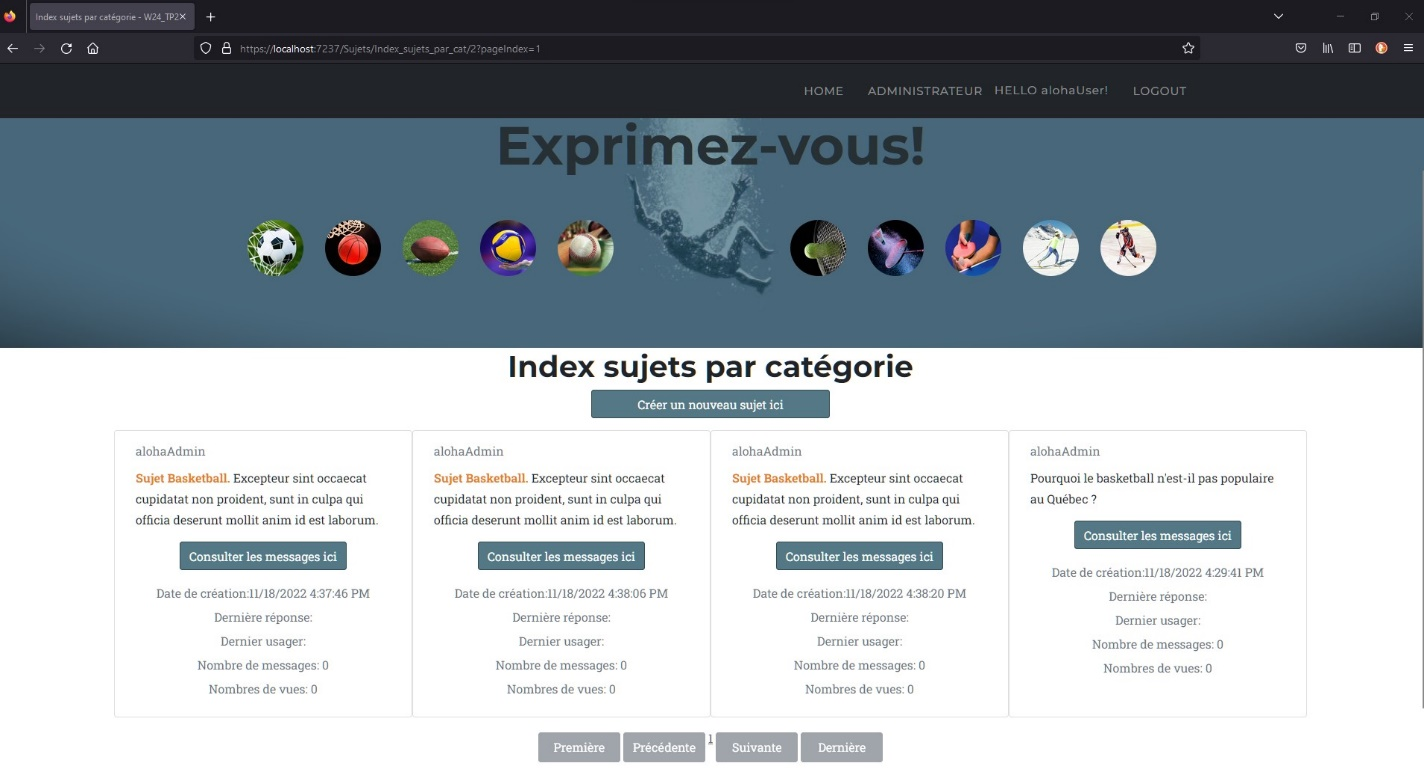 Index sujets par catégorie - W24_TP2
https://localhost:7237/Sujets/Index_sujets_par_cat/2?pageIndex=1
HOME ADMINISTRATEUR HELLO alohaUser! LOGOUT
Exprimez-vous!
Index sujets par catégorie
Créer un nouveau sujet ici
alohaAdmin
Sujet Basketball. Excepteur sint occaecat
cupidatat non proident, sunt in culpa qui
officia deserunt mollit anim id est laborum.
Consulter les messages ici
Date de création:11/18/2022 4:37:46 PM
Dernière réponse:
Dernier usager:
Nombre de messages: 0
Nombres de vues: 0
alohaAdmin
Sujet Basketball. Excepteur sint occaecat
cupidatat non proident, sunt in culpa qui
officia deserunt mollit anim id est laborum.
Consulter les messages ici
Date de création:11/18/2022 4:38:06 PM
Dernière réponse:
Dernier usager:
Nombre de messages: 0
Nombres de vues: 0
alohaAdmin
Sujet Basketball. Excepteur sint occaecat
cupidatat non proident, sunt in culpa qui
officia deserunt mollit anim id est laborum.
Consulter les messages ici
Date de création:11/18/2022 4:38:20 PM
Dernière réponse:
Dernier usager:
Nombre de messages: 0
Nombres de vues: 0
alohaAdmin
Pourquoi le basketball n'est-il pas populaire
au Québec ?
Consulter les messages ici
Date de création:11/18/2022 4:29:41 PM
Dernière réponse:
Dernier usager:
Nombre de messages: 0
Nombres de vues: 0
Première Précédente 1 Suivante Dernière